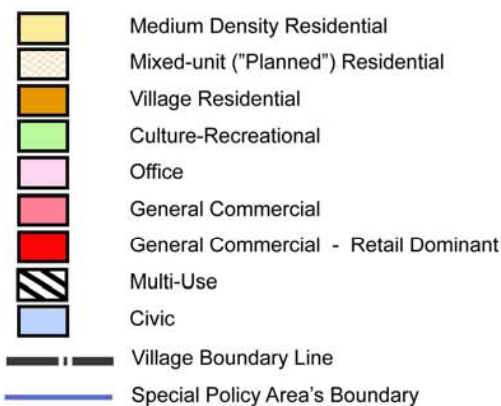 Medium Density Residential
Mixed-unit ("Planned") Residential
Village Residential
Culture-Recreational
Office
General Commercial
General Commercial - Retail Dominant
Multi-Use
Civic
Village Boundary Line
Special Policy Area's Boundary